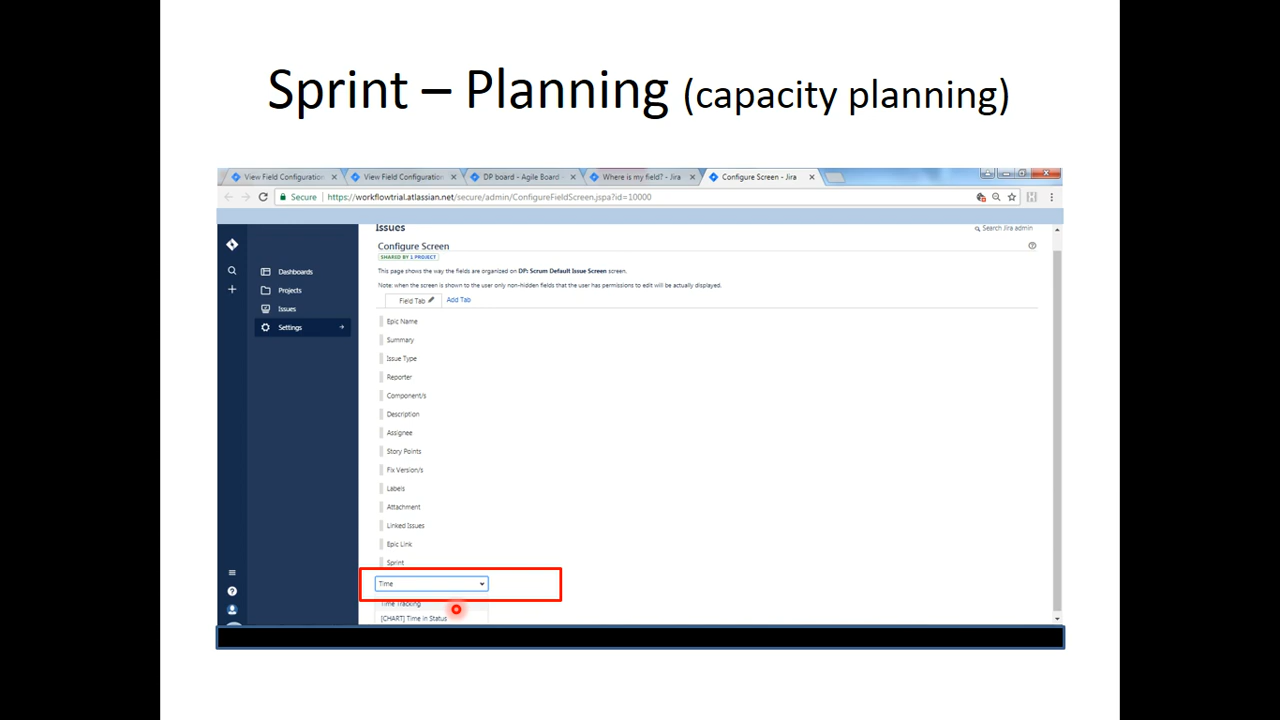 Sprint – Planning (capacity planning)
View Field Configuration View Field Configuration DP board - Agile Board - Where is my field? - Jira Configure Screen - Jira
Secure https://workflowtrial.atlassian.net/secure/admin/ConfigureFieldScreen.jspa?id=10000
Issues
Search Jira admin
Configure Screen
SHARED BY 1 PROJECT
This page shows the way the fields are organized on DP: Scrum Default Issue Screen screen.
Note: when the screen is shown to the user only non-hidden fields that the user has permissions to edit will be actually displayed.
Field Tab Add Tab
Dashboards
Projects
Issues
Settings
Epic Name
Summary
Issue Type
Reporter
Component/s
Description
Assignee
Story Points
Fix Version/s
Labels
Attachment
Linked Issues
Epic Link
Sprint
Time
Time Tracking
[CHART] Time in Status